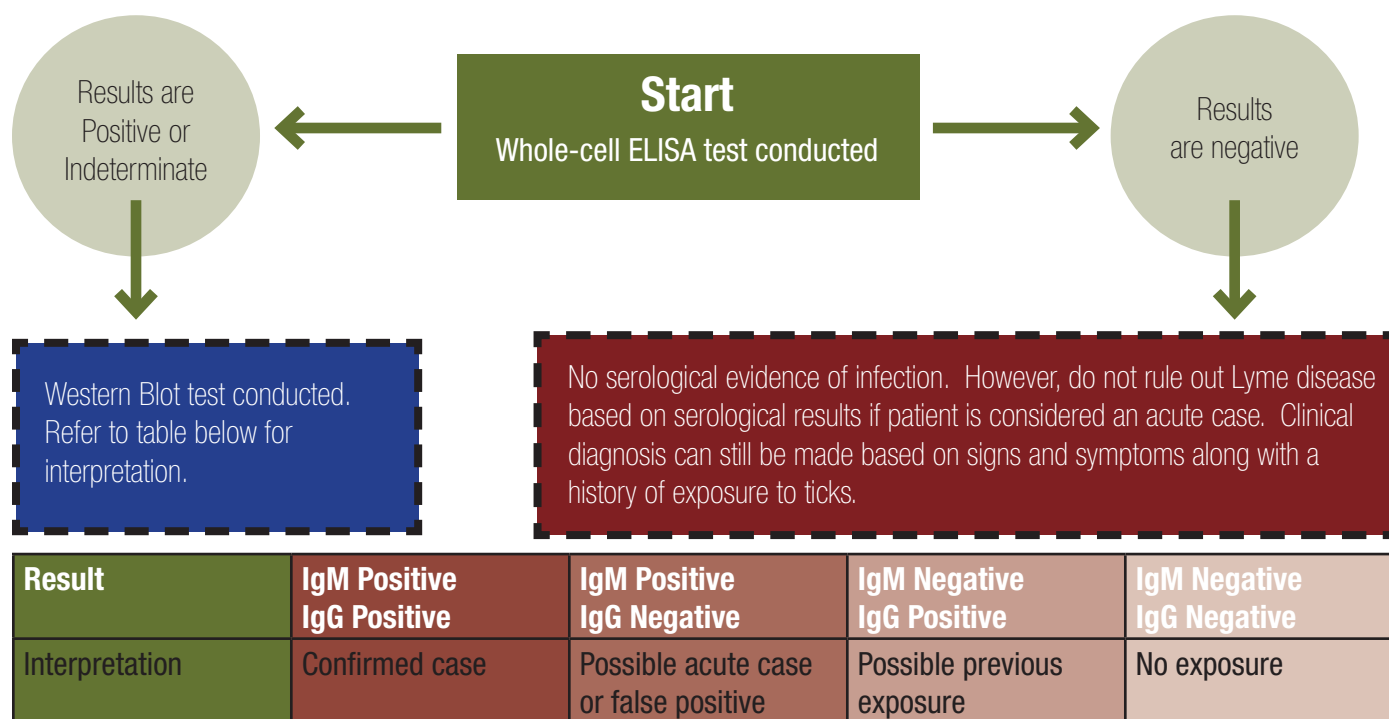 Start
Whole-cell ELISA test conducted
Results are
Positive or
Indeterminate
Results
are negative
Western Blot test conducted.
Refer to table below for
interpretation.
No serological evidence of infection.  However, do not rule out Lyme disease
based on serological results if patient is considered an acute case.  Clinical
diagnosis can still be made based on signs and symptoms along with a
history of exposure to ticks.
Result
IgM Positive
IgG Positive
IgM Positive
IgG Negative
IgM Negative
IgG Positive
IgM Negative
IgG Negative
Interpretation
Confirmed case
Possible acute case
or false positive
Possible previous
exposure
No exposure